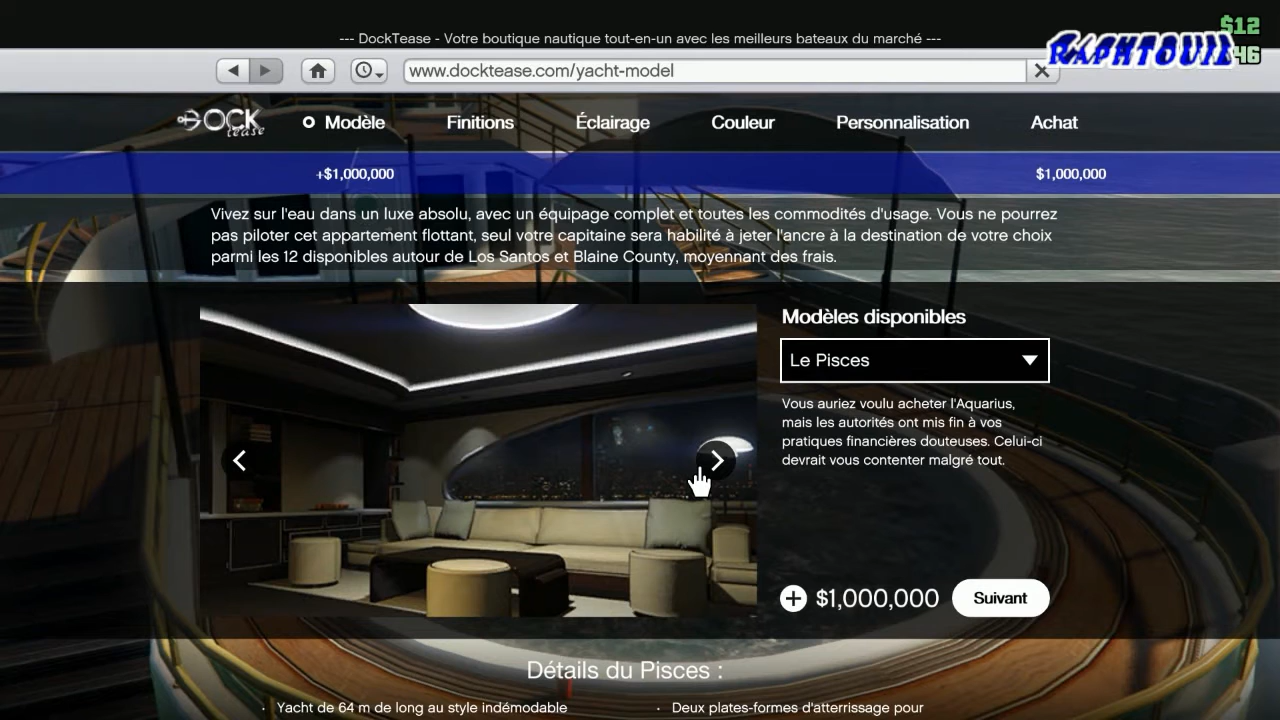 $12
--- DockTease - Votre boutique nautique tout-en-un avec les meilleurs bateaux du marché ---
RAPHTOUIL
46
www.docktease.com/yacht-model
DOCK
tease
Modèle Finitions Éclairage Couleur Personnalisation Achat
+$1,000,000 $1,000,000
Vivez sur l'eau dans un luxe absolu, avec un équipage complet et toutes les commodités d'usage. Vous ne pourrez
pas piloter cet appartement flottant, seul votre capitaine sera habilité à jeter l'ancre à la destination de votre choix
parmi les 12 disponibles autour de Los Santos et Blaine County, moyennant des frais.
Modèles disponibles
Le Pisces
Vous auriez voulu acheter l'Aquarius,
mais les autorités ont mis fin à vos
pratiques financières douteuses. Celui-ci
devrait vous contenter malgré tout.
$1,000,000 Suivant
Détails du Pisces :
· Yacht de 64 m de long au style indémodable
· Deux plates-formes d'atterrissage pour